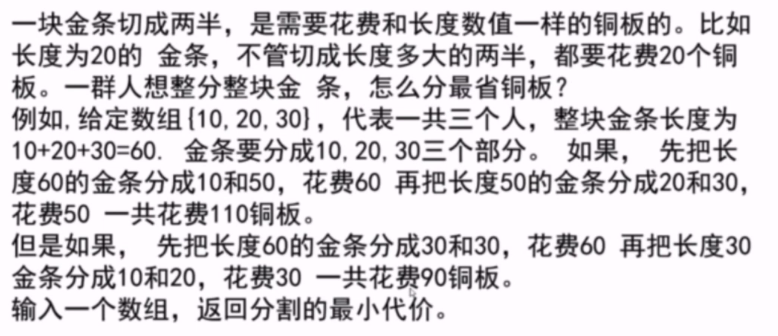 一块金条切成两半，是需要花费和长度数值一样的铜板的。比如
长度为20的 金条，不管切成长度多大的两半，都要花费20个铜
板。一群人想整分整块金 条，怎么分最省铜板？
例如,给定数组{10,20,30}，代表一共三个人，整块金条长度为
10+20+30=60. 金条要分成10,20,30三个部分。 如果， 先把长
度60的金条分成10和50，花费60 再把长度50的金条分成20和30，
花费50 一共花费110铜板。
但是如果， 先把长度60的金条分成30和30，花费60 再把长度30
金条分成10和20，花费30 一共花费90铜板。
输入一个数组，返回分割的最小代价。